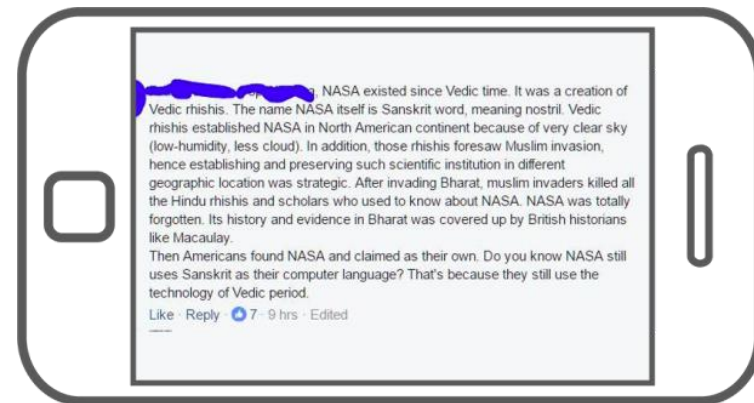 , NASA existed since Vedic time. It was a creation of
Vedic rhishis. The name NASA itself is Sanskrit word, meaning nostril. Vedic
rhishis established NASA in North American continent because of very clear sky
(low-humidity, less cloud). In addition, those rhishis foresaw Muslim invasion,
hence establishing and preserving such scientific institution in different
geographic location was strategic. After invading Bharat, muslim invaders killed all
the Hindu rhishis and scholars who used to know about NASA. NASA was totally
forgotten. Its history and evidence in Bharat was covered up by British historians
like Macaulay.
Then Americans found NASA and claimed as their own. Do you know NASA still
uses Sanskrit as their computer language? That's because they still use the
technology of Vedic period.
Like · Reply · 7 · 9 hrs · Edited